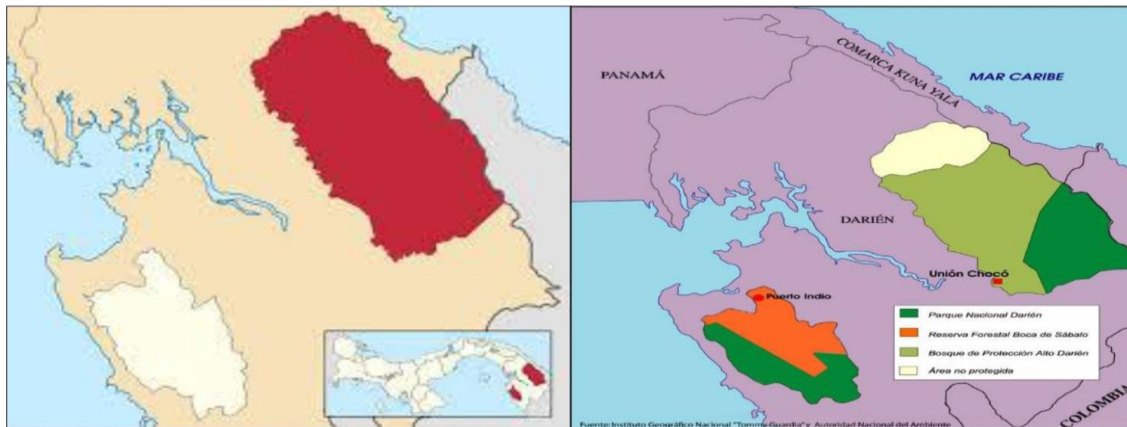 COMARCA KUNA YALA
PANAMÁ
MAR CARIBE
DARIÉN
Unión Chocó
Puerto Indio
Parque Nacional Darién
Reserva Forestal Boca de Sábalo
Bosque de Protección Alto Darién
Área no protegida
COLOMBIA
Fuente: Instituto Geográfico Nacional "Tommy Guardia" y Autoridad Nacional del Ambiente